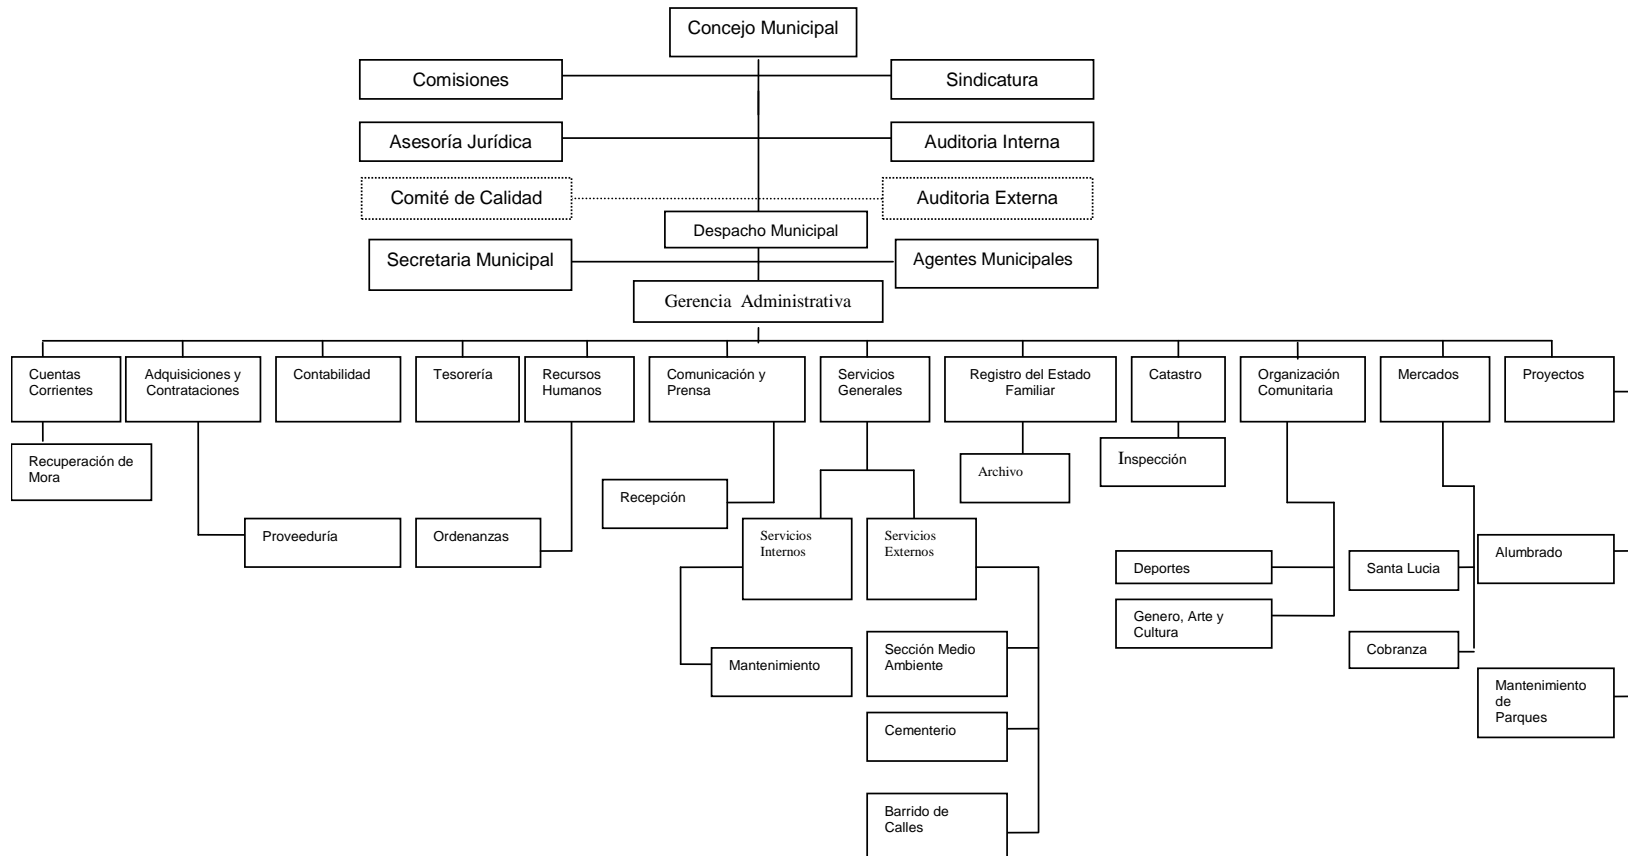 Concejo Municipal
Comisiones
Sindicatura
Asesoría Jurídica
Auditoria Interna
Comité de Calidad
Auditoria Externa
Despacho Municipal
Secretaria Municipal
Agentes Municipales
Gerencia Administrativa
Cuentas
Corrientes
Adquisiciones y
Contrataciones
Contabilidad
Tesorería
Recursos
Humanos
Comunicación y
Prensa
Servicios
Generales
Registro del Estado
Familiar
Catastro
Organización
Comunitaria
Mercados
Proyectos
Recuperación de
Mora
Archivo
Inspección
Recepción
Proveeduría
Ordenanzas
Servicios
Internos
Servicios
Externos
Deportes
Santa Lucia
Alumbrado
Genero, Arte y
Cultura
Mantenimiento
Sección Medio
Ambiente
Cobranza
Mantenimiento
de
Parques
Cementerio
Barrido de
Calles